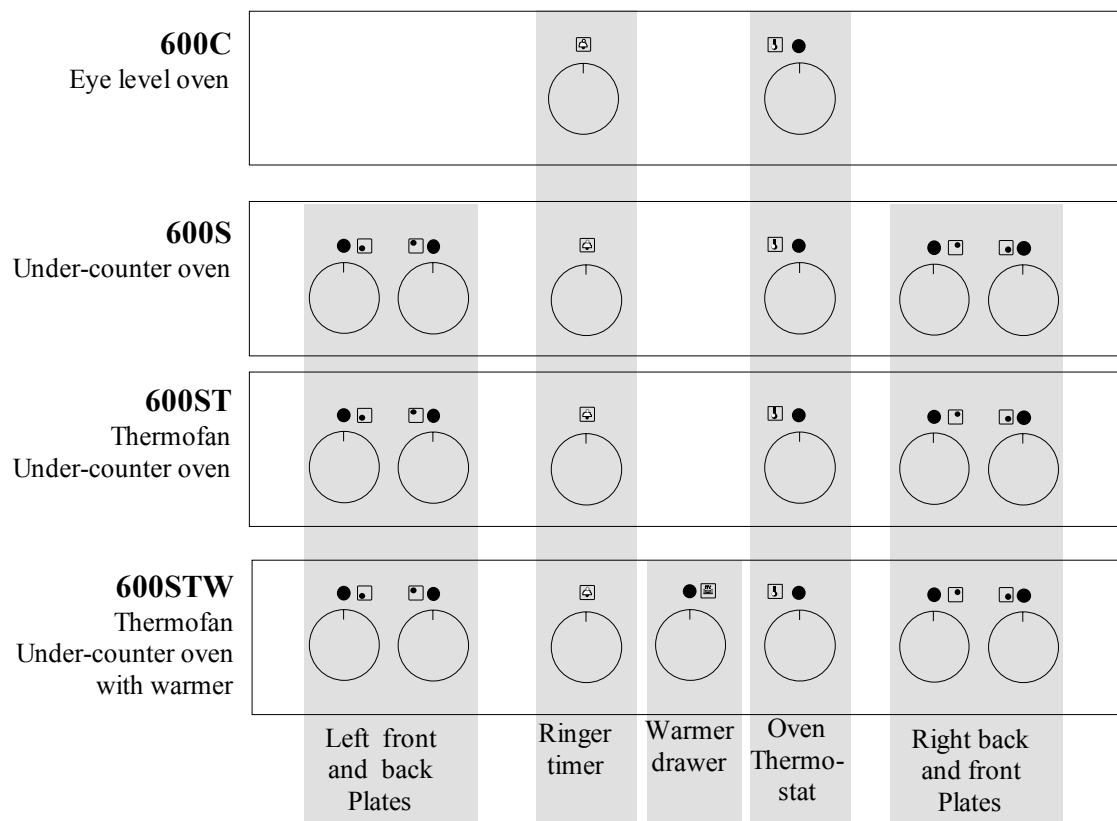 600C
Eye level oven
600S
Under-counter oven
600ST
Thermofan
Under-counter oven
600STW
Thermofan
Under-counter oven
with warmer
Left front
and back
Plates
Ringer
timer
Warmer
drawer
Oven
Thermo-
stat
Right back
and front
Plates